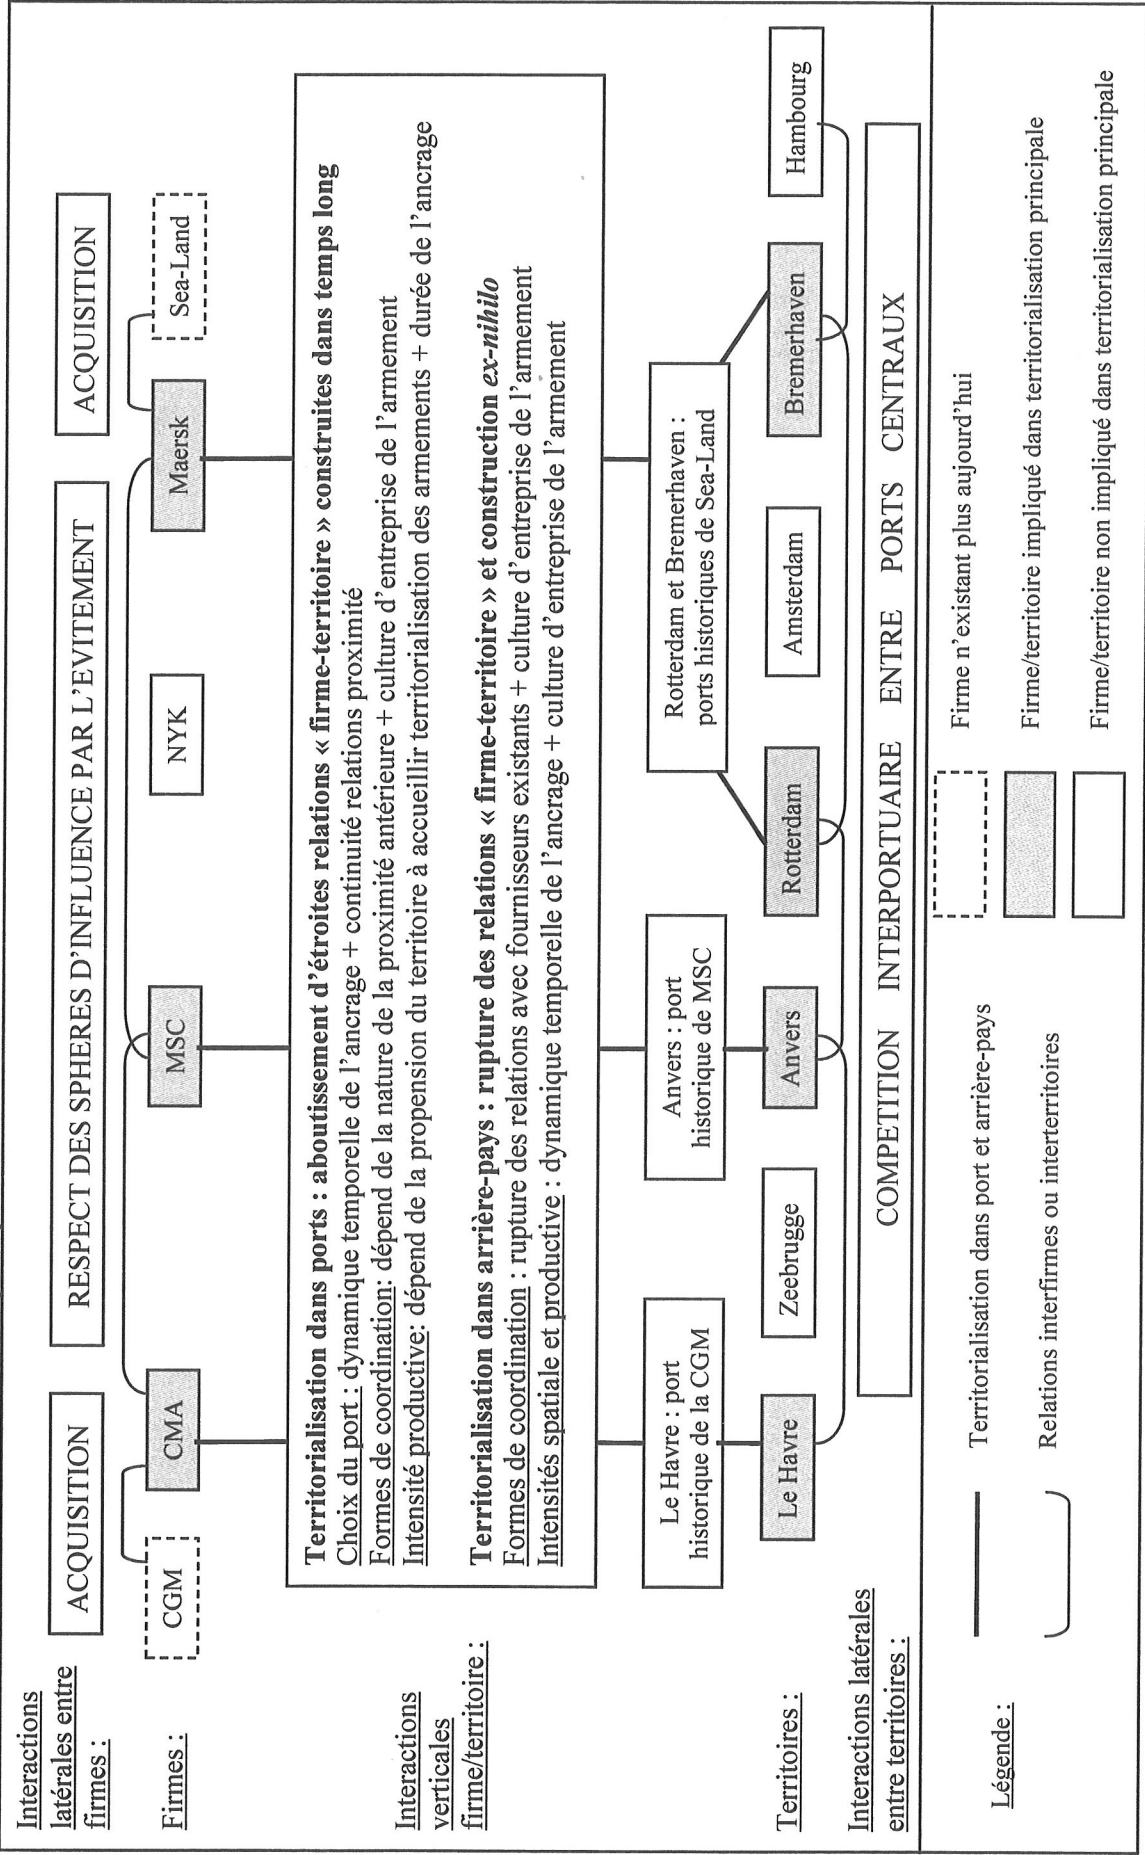 Interactions
latérales entre
firmes :
ACQUISITION
RESPECT DES SPHERES D'INFLUENCE PAR L'EVITEMENT
ACQUISITION
Firmes :
CGM
CMA
MSC
NYK
Maersk
Sea-Land
Interactions
verticales
firme/territoire :
Territorialisation dans ports : aboutissement d'étroites relations « firme-territoire » construites dans temps long
Choix du port : dynamique temporelle de l'ancrage + continuité relations proximité
Formes de coordination: dépend de la nature de la proximité antérieure + culture d'entreprise de l'armement
Intensité productive: dépend de la propension du territoire à accueillir territorialisation des armements + durée de l'ancrage
Territorialisation dans arrière-pays : rupture des relations « firme-territoire » et construction ex-nihilo
Formes de coordination : rupture des relations avec fournisseurs existants + culture d'entreprise de l'armement
Intensités spatiale et productive : dynamique temporelle de l'ancrage + culture d'entreprise de l'armement
Le Havre : port
historique de la CGM
Anvers : port
historique de MSC
Rotterdam et Bremerhaven :
ports historiques de Sea-Land
Territoires :
Le Havre
Zeebrugge
Anvers
Rotterdam
Amsterdam
Bremerhaven
Hambourg
Interactions latérales
entre territoires :
COMPETITION INTERPORTUAIRE ENTRE PORTS CENTRAUX
Légende :
Territorialisation dans port et arrière-pays
Relations interfirmes ou interterritoires
Firme n'existant plus aujourd'hui
Firme/territoire impliqué dans territorialisation principale
Firme/territoire non impliqué dans territorialisation principale